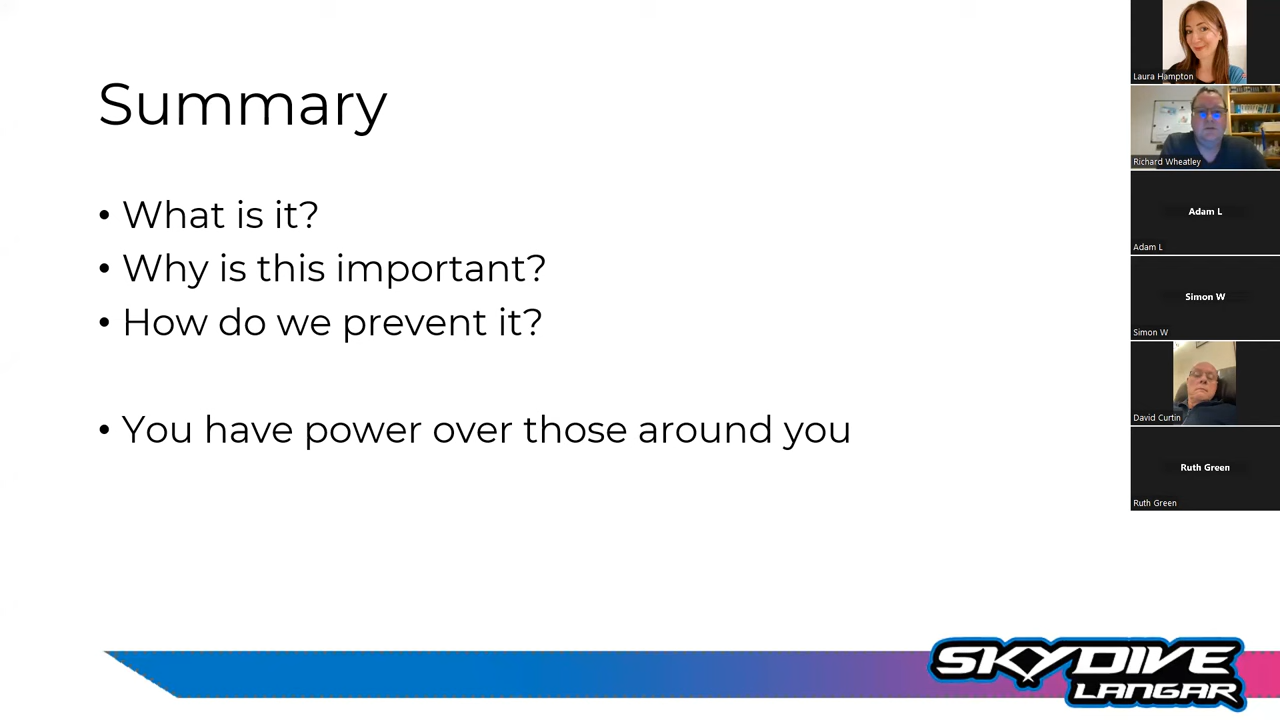 Summary
• What is it?
• Why is this important?
• How do we prevent it?
• You have power over those around you
Laura Hampton
Richard Wheatley
Adam L
Adam L
Simon W
Simon W
David Curtin
Ruth Green
Ruth Green
SKYDIVE
LANGAR